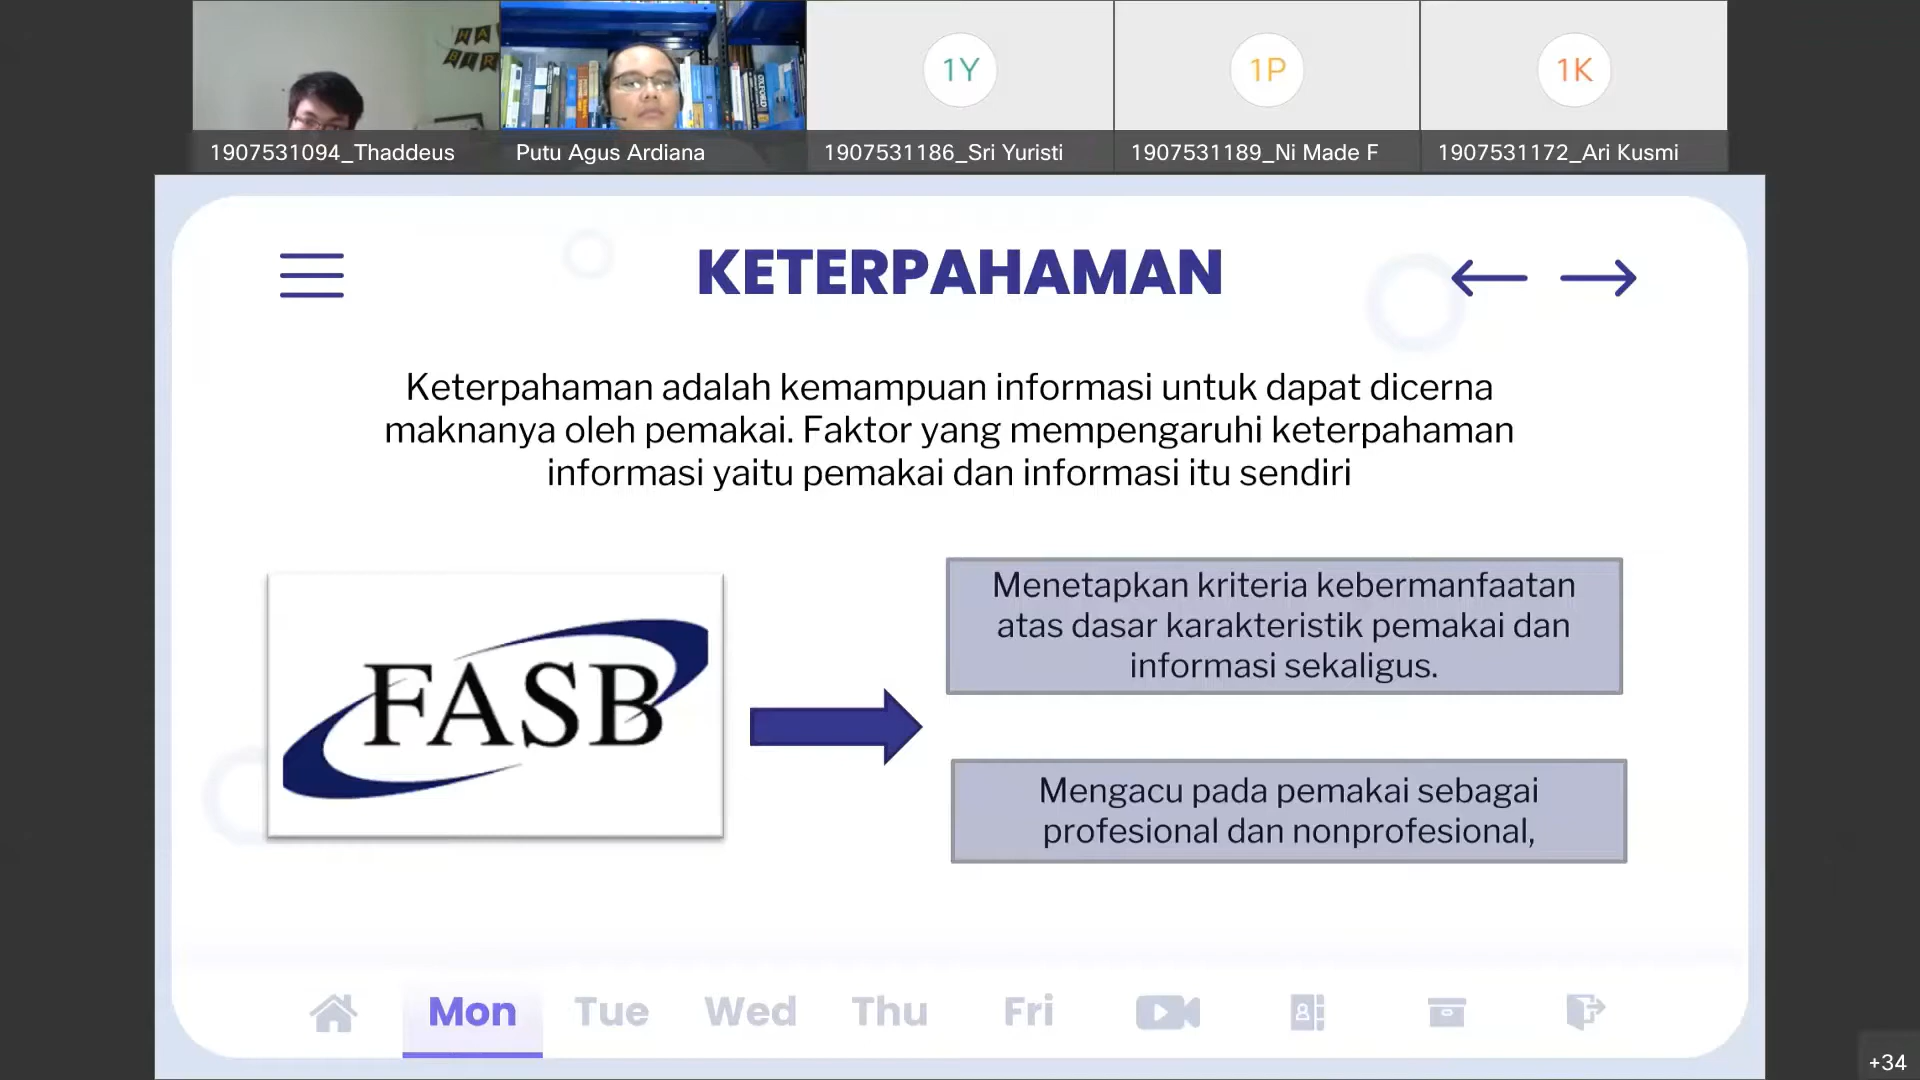 HA
BIR
OXFORD
1Y
1P
1K
1907531094_Thaddeus
Putu Agus Ardiana
1907531186_Sri Yuristi
1907531189_Ni Made F
1907531172_Ari Kusmi
KETERPAHAMAN
Keterpahaman adalah kemampuan informasi untuk dapat dicerna
maknanya oleh pemakai. Faktor yang mempengaruhi keterpahaman
informasi yaitu pemakai dan informasi itu sendiri
FASB
Menetapkan kriteria kebermanfaatan
atas dasar karakteristik pemakai dan
informasi sekaligus.
Mengacu pada pemakai sebagai
profesional dan nonprofesional,
Mon Tue Wed Thu Fri
+34